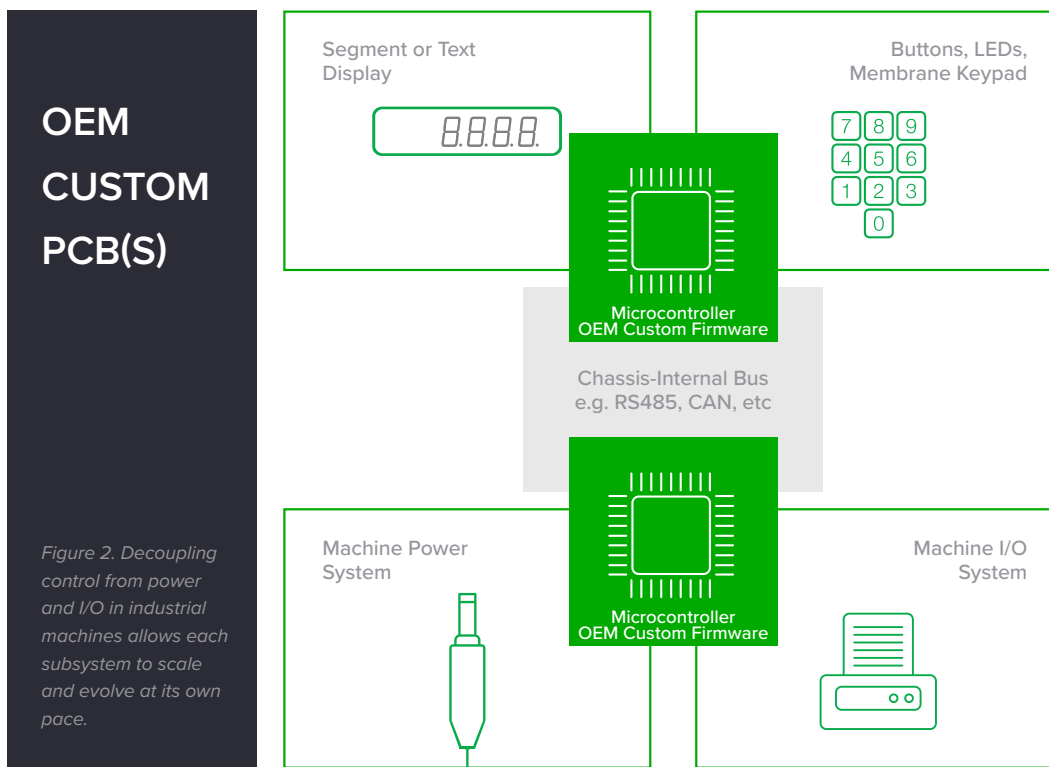 OEM
CUSTOM
PCB(S)
Figure 2. Decoupling
control from power
and I/O in industrial
machines allows each
subsystem to scale
and evolve at its own
pace.
Segment or Text
Display
8.8.8.8.
Buttons, LEDs,
Membrane Keypad
7 8 9
4 5 6
1 2 3
0
Microcontroller
OEM Custom Firmware
Chassis-Internal Bus
e.g. RS485, CAN, etc
Microcontroller
OEM Custom Firmware
Machine Power
System
Machine I/O
System